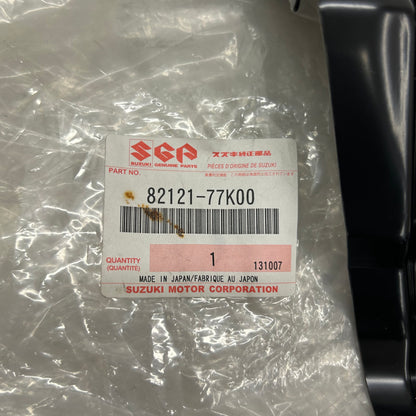 SGP スズキ純正部品
SUZUKI GENUINE PARTS PIÈCES D'ORIGINE DE SUZUKI
PART NO.
82121-77K00
QUANTITY 1
(QUANTITÉ) 131007
MADE IN JAPAN/FABRIQUE AU JAPON
SUZUKI MOTOR CORPORATION